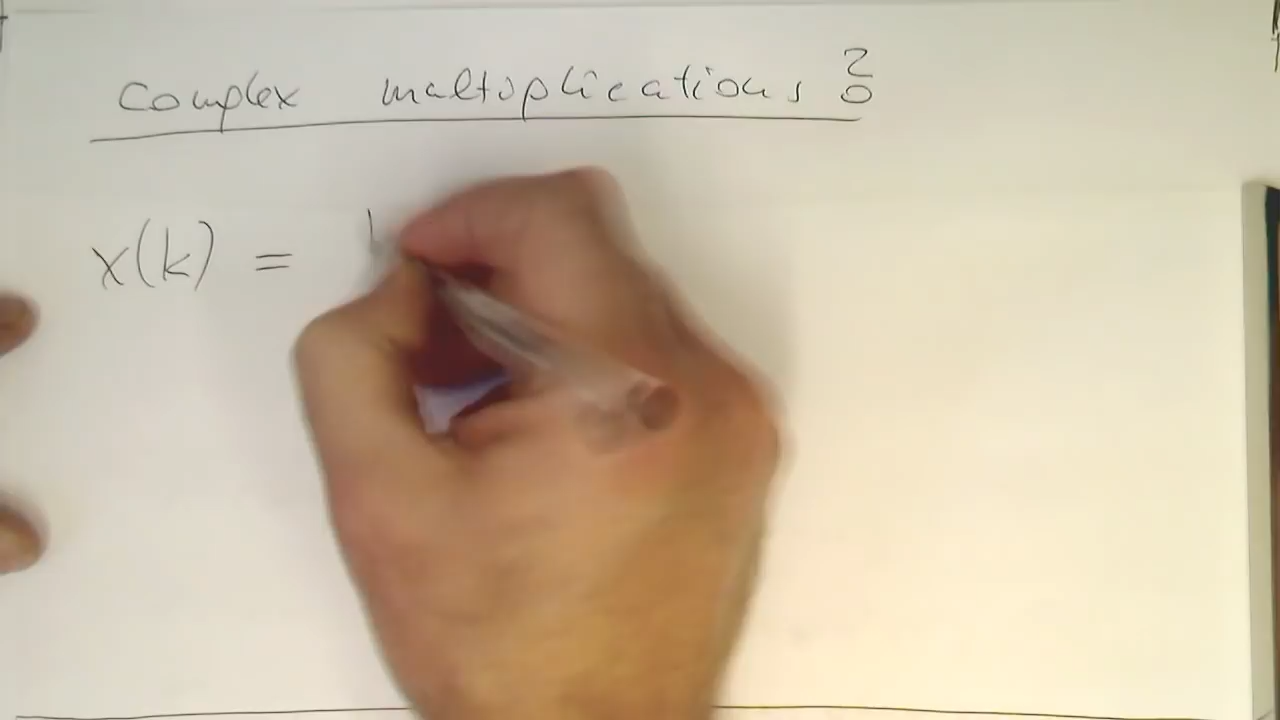 complex multiplications ?
x(k) =